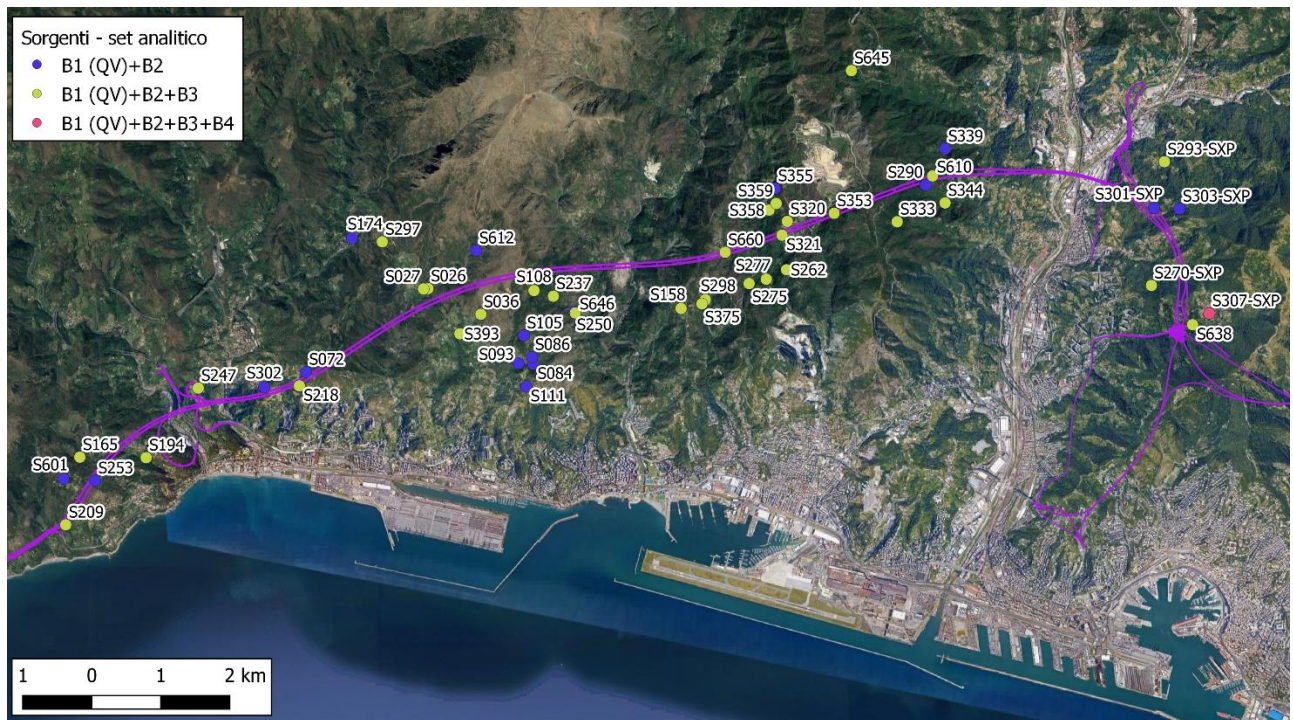 Sorgenti - set analitico
B1 (QV)+B2
B1 (QV)+B2+B3
B1 (QV)+B2+B3+B4
S645
S339
S293-SXP
S290
S610
S355
S359
S301-SXP
S303-SXP
S358
S320
S353
S344
S333
S174
S297
S612
S321
S660
S277
S262
S027
S026
S108
S237
S298
S275
S270-SXP
S158
S375
S036
S646
S250
S307-SXP
S638
S393
S105
S093
S086
S084
S072
S247
S302
S218
S111
S165
S194
S601
S253
S209
1 0 1 2 km